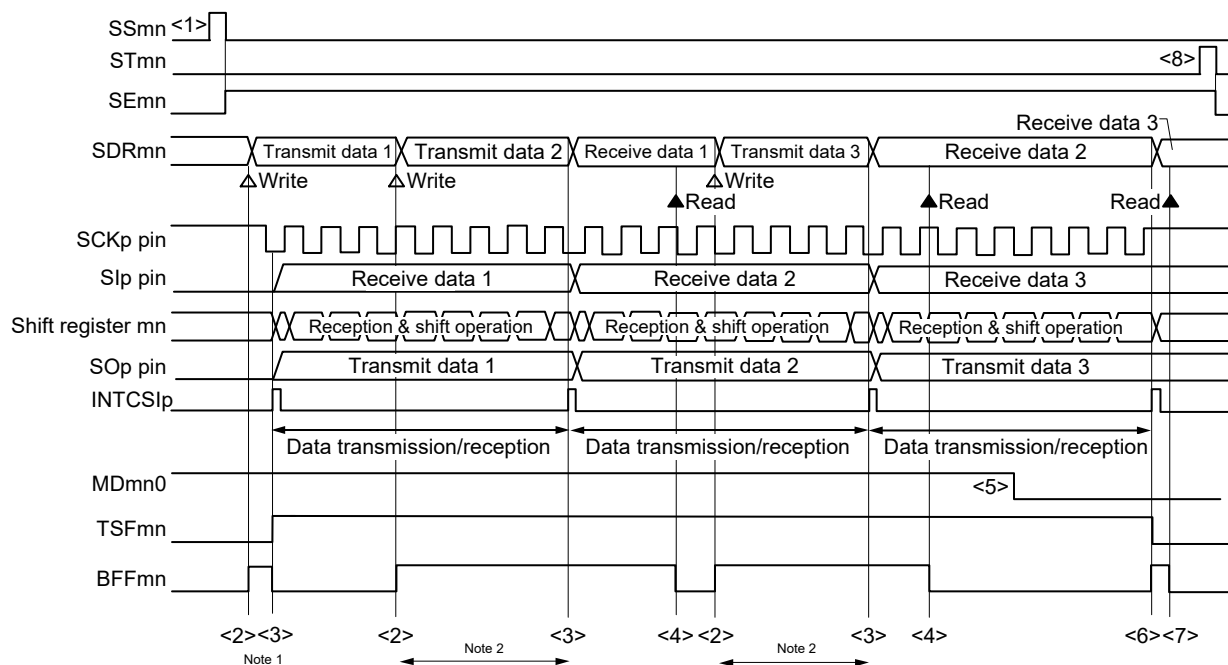 SSmn <1>
STmn <8>
SEmn
Receive data 3
SDRmn Transmit data 1 Transmit data 2 Receive data 1 Transmit data 3 Receive data 2
Write Write Write
Read Read Read
SCKp pin
SIp pin Receive data 1 Receive data 2 Receive data 3
Shift register mn Reception & shift operation Reception & shift operation Reception & shift operation
SOp pin Transmit data 1 Transmit data 2 Transmit data 3
INTCSIp
Data transmission/reception Data transmission/reception Data transmission/reception
MDmn0 <5>
TSFmn
BFFmn
<2> <3> <2> <3> <4> <2> <3> <4> <6> <7>
Note 1 Note 2 Note 2